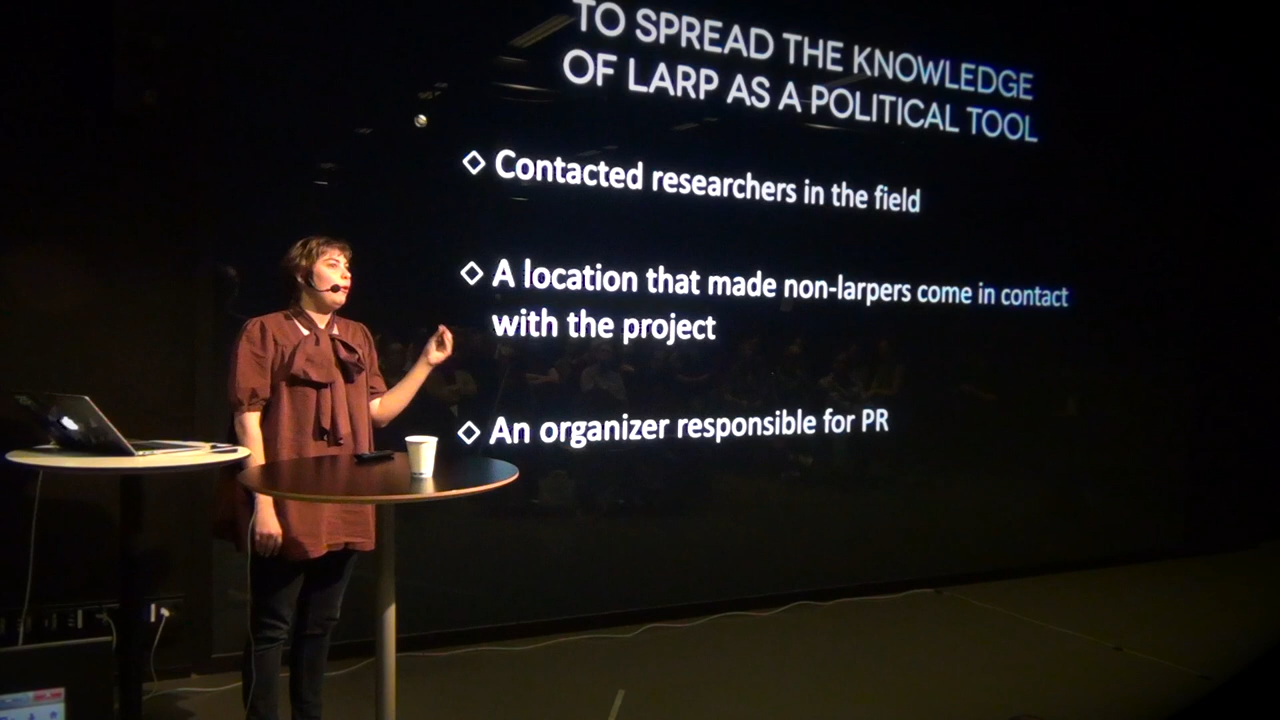 TO SPREAD THE KNOWLEDGE
OF LARP AS A POLITICAL TOOL
◇ Contacted researchers in the field
◇ A location that made non-larpers come in contact
with the project
◇ An organizer responsible for PR